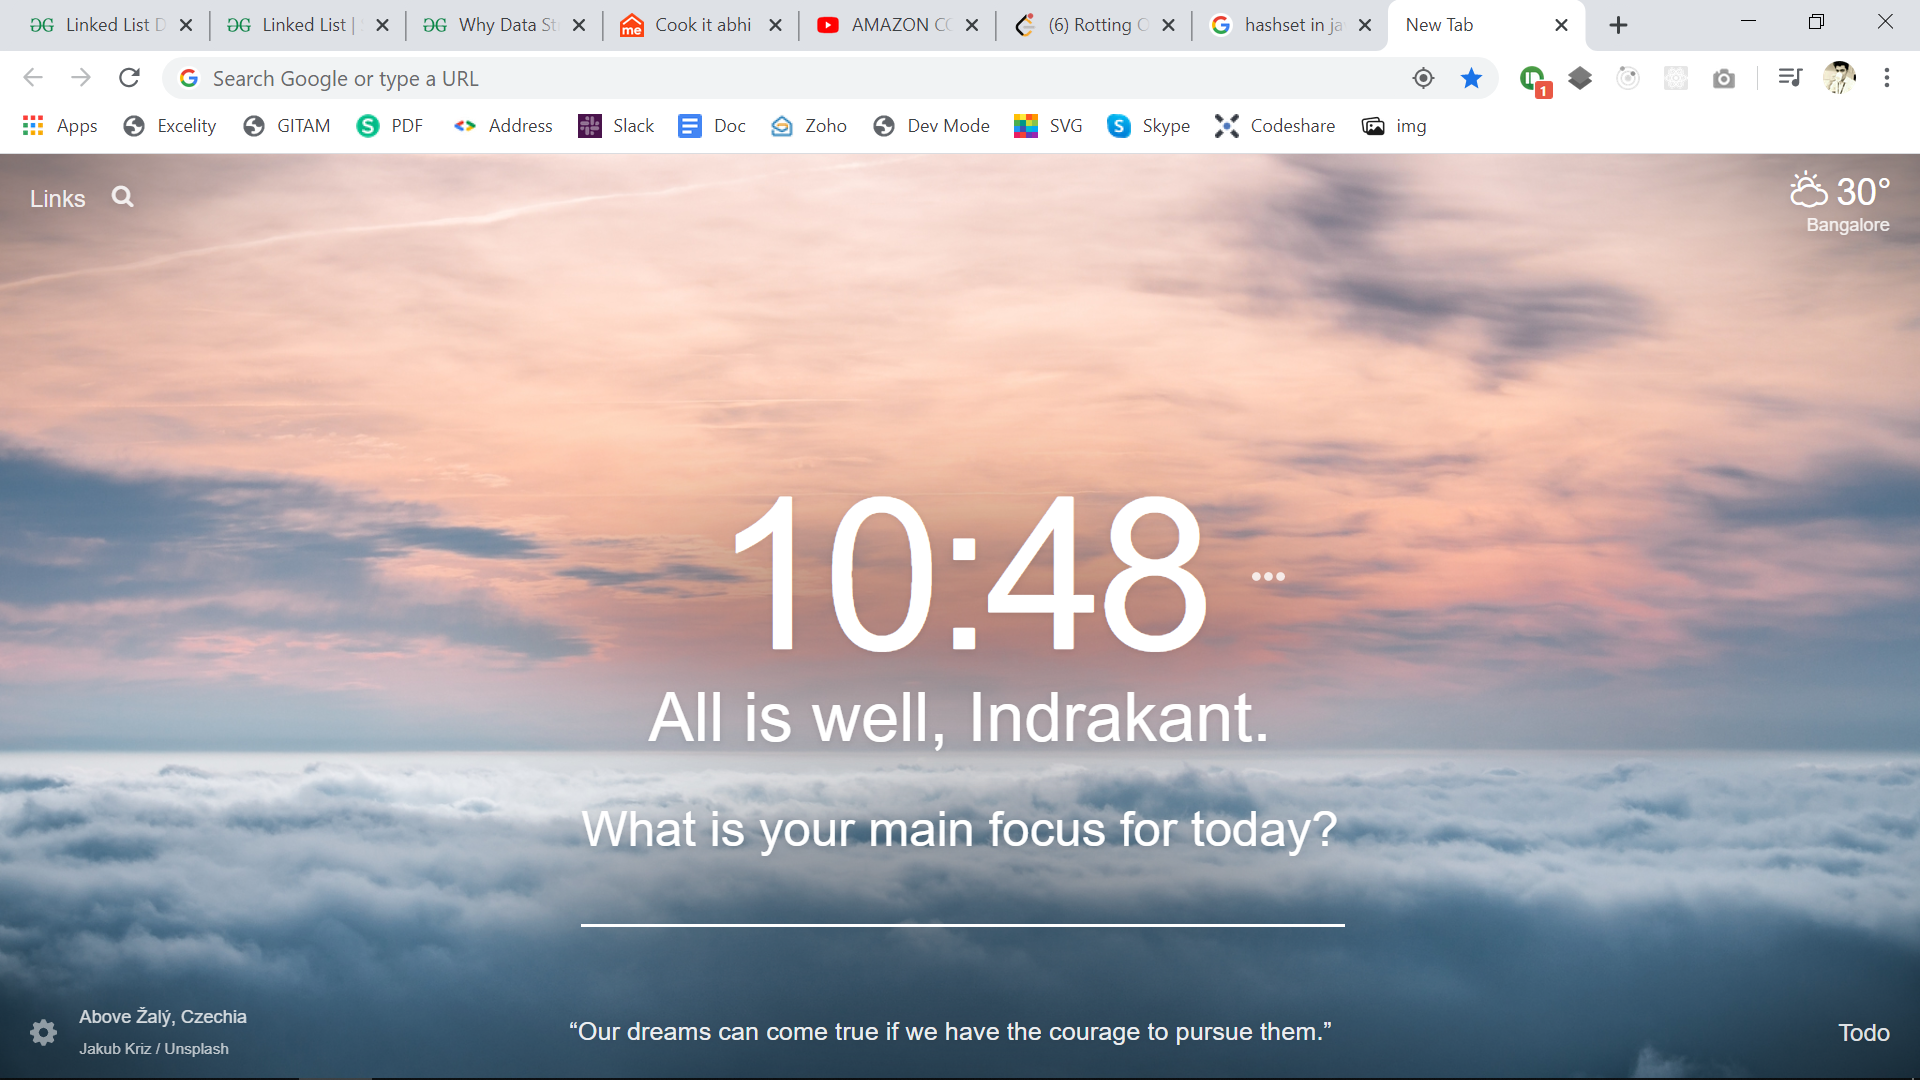 Linked List D
Linked List |
Why Data St
Cook it abhi
AMAZON CO
(6) Rotting O
hashset in ja
New Tab
Search Google or type a URL
1
Apps
Excelity
GITAM
PDF
Address
Slack
Doc
Zoho
Dev Mode
SVG
Skype
Codeshare
img
Links
30°
Bangalore
10:48
All is well, Indrakant.
What is your main focus for today?
Above Žalý, Czechia
Jakub Kriz / Unsplash
“Our dreams can come true if we have the courage to pursue them.”
Todo